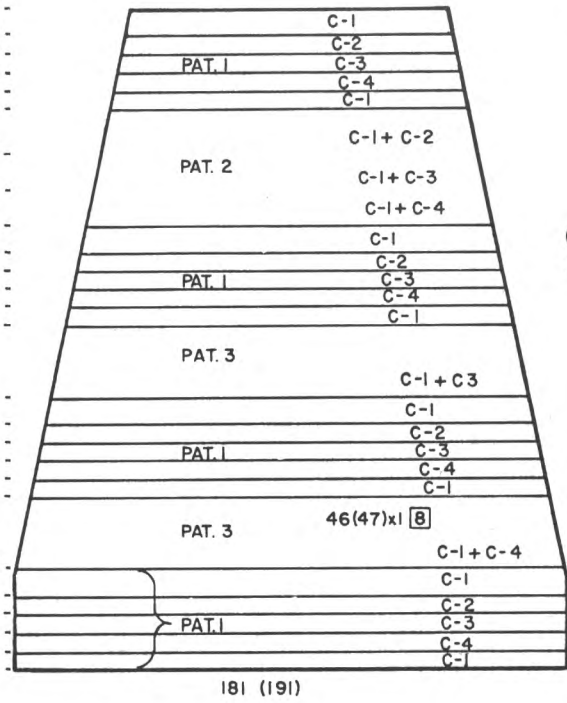 C-1
C-2
PAT. 1 C-3
C-4
C-1
C-1 + C-2
PAT. 2
C-1 + C-3
C-1 + C-4
C-1
C-2
PAT. 1 C-3
C-4
C-1
PAT. 3
C-1 + C3
C-1
C-2
PAT. 1 C-3
C-4
C-1
46(47)x1 8
PAT. 3
C-1 + C-4
C-1
C-2
PAT. 1 C-3
C-4
C-1
181 (191)